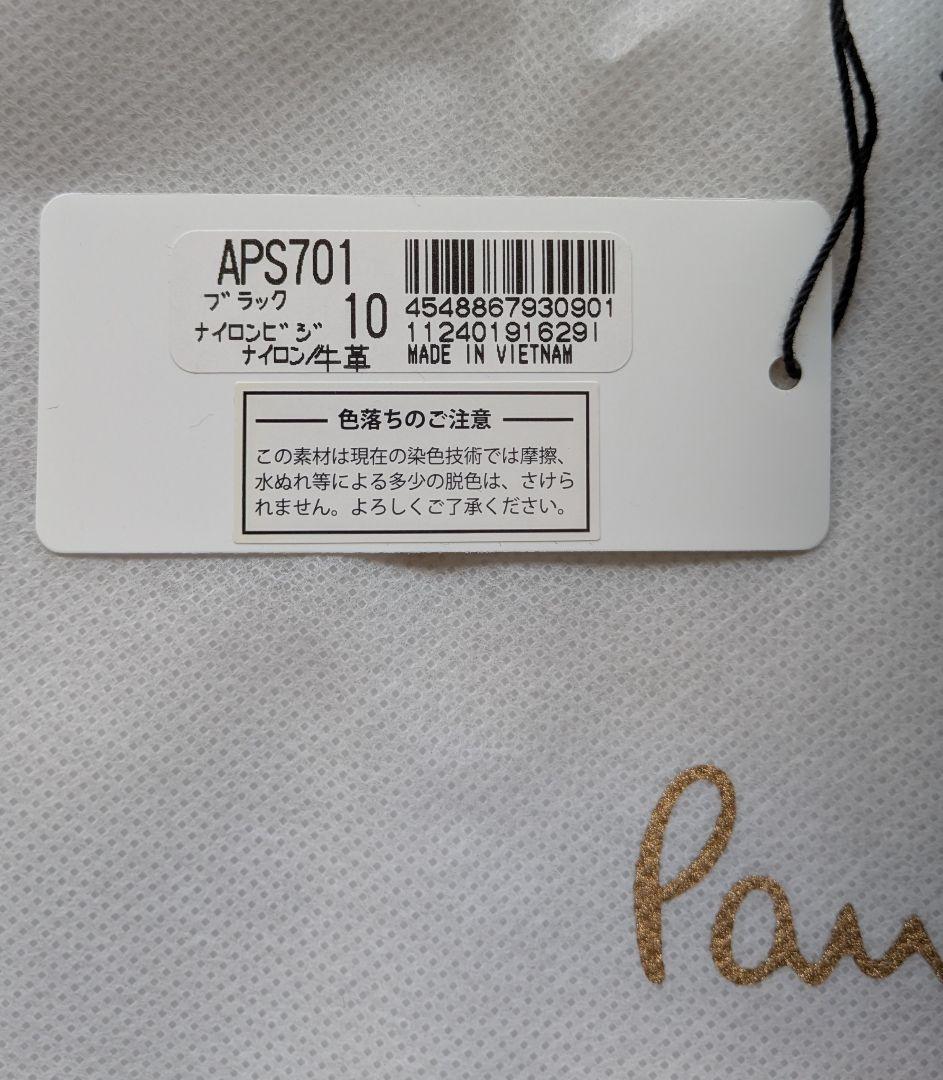 APS701
ブラック 10
ナイロンビジ
ナイロン/牛革
4548867930901
112401916291
MADE IN VIETNAM
色落ちのご注意
この素材は現在の染色技術では摩擦、
水ぬれ等による多少の脱色は、さけら
れません。よろしくご了承ください。
Pau